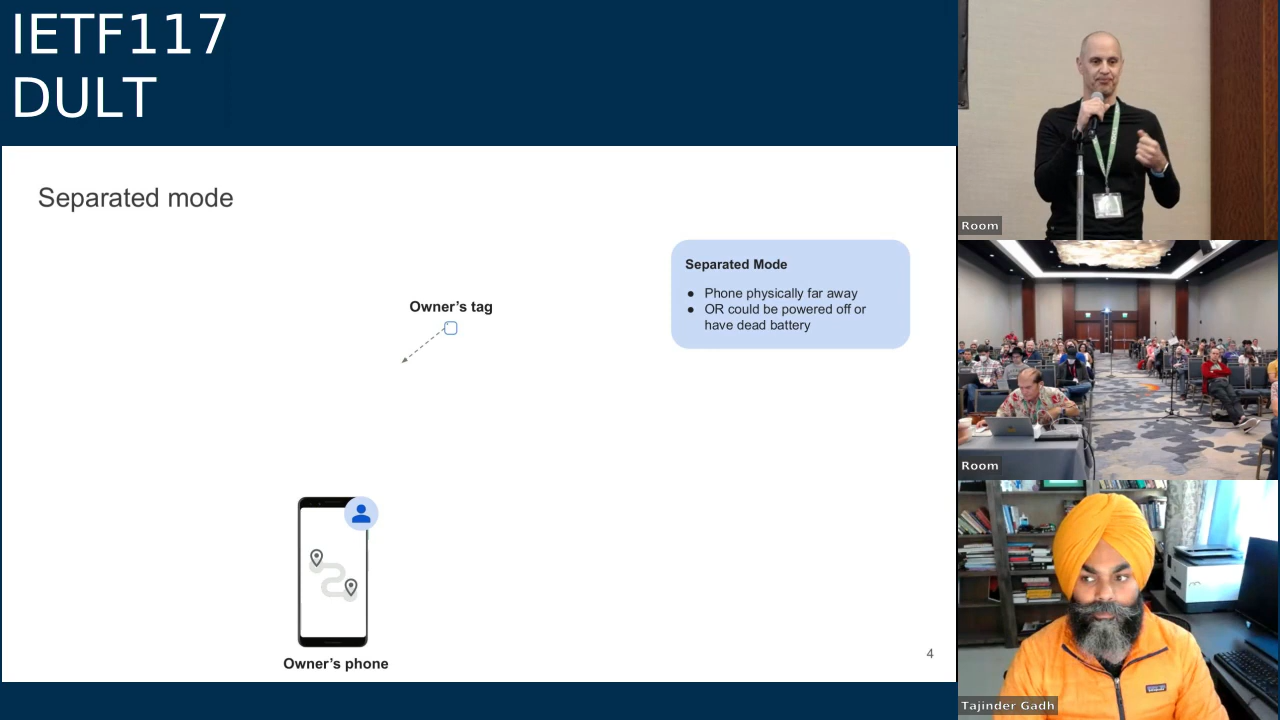 IETF117
DULT
Separated mode
Separated Mode
● Phone physically far away
● OR could be powered off or
have dead battery
Owner's tag
Owner's phone
4
Room
Room
Tajinder Gadh